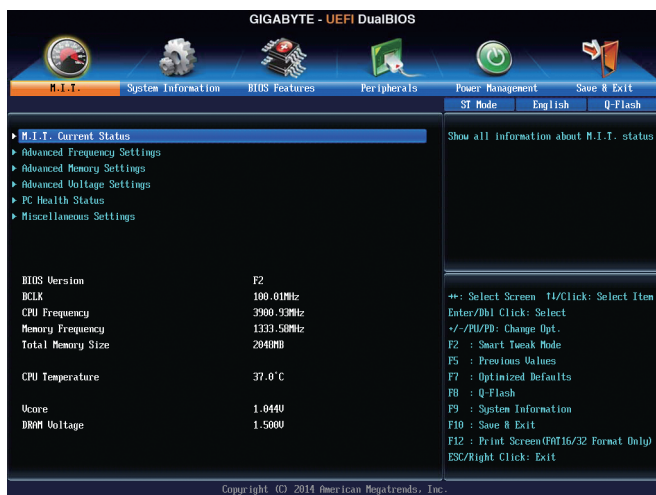 GIGABYTE - UEFI DualBIOS
M.I.T.
System Information
BIOS Features
Peripherals
Power Management
Save & Exit
ST Mode
English
Q-Flash
M.I.T. Current Status
Advanced Frequency Settings
Advanced Memory Settings
Advanced Voltage Settings
PC Health Status
Miscellaneous Settings
Show all information about M.I.T. status
BIOS Version F2
BCLK 100.01MHz
CPU Frequency 3900.93MHz
Memory Frequency 1333.58MHz
Total Memory Size 2048MB
CPU Temperature 37.0°C
Vcore 1.044V
DRAM Voltage 1.500V
→←: Select Screen ↑↓/Click: Select Item
Enter/Dbl Click: Select
+/-/PU/PD: Change Opt.
F2 : Smart Tweak Mode
F5 : Previous Values
F7 : Optimized Defaults
F8 : Q-Flash
F9 : System Information
F10 : Save & Exit
F12 : Print Screen(FAT16/32 Format Only)
ESC/Right Click: Exit
Copyright (C) 2014 American Megatrends, Inc.